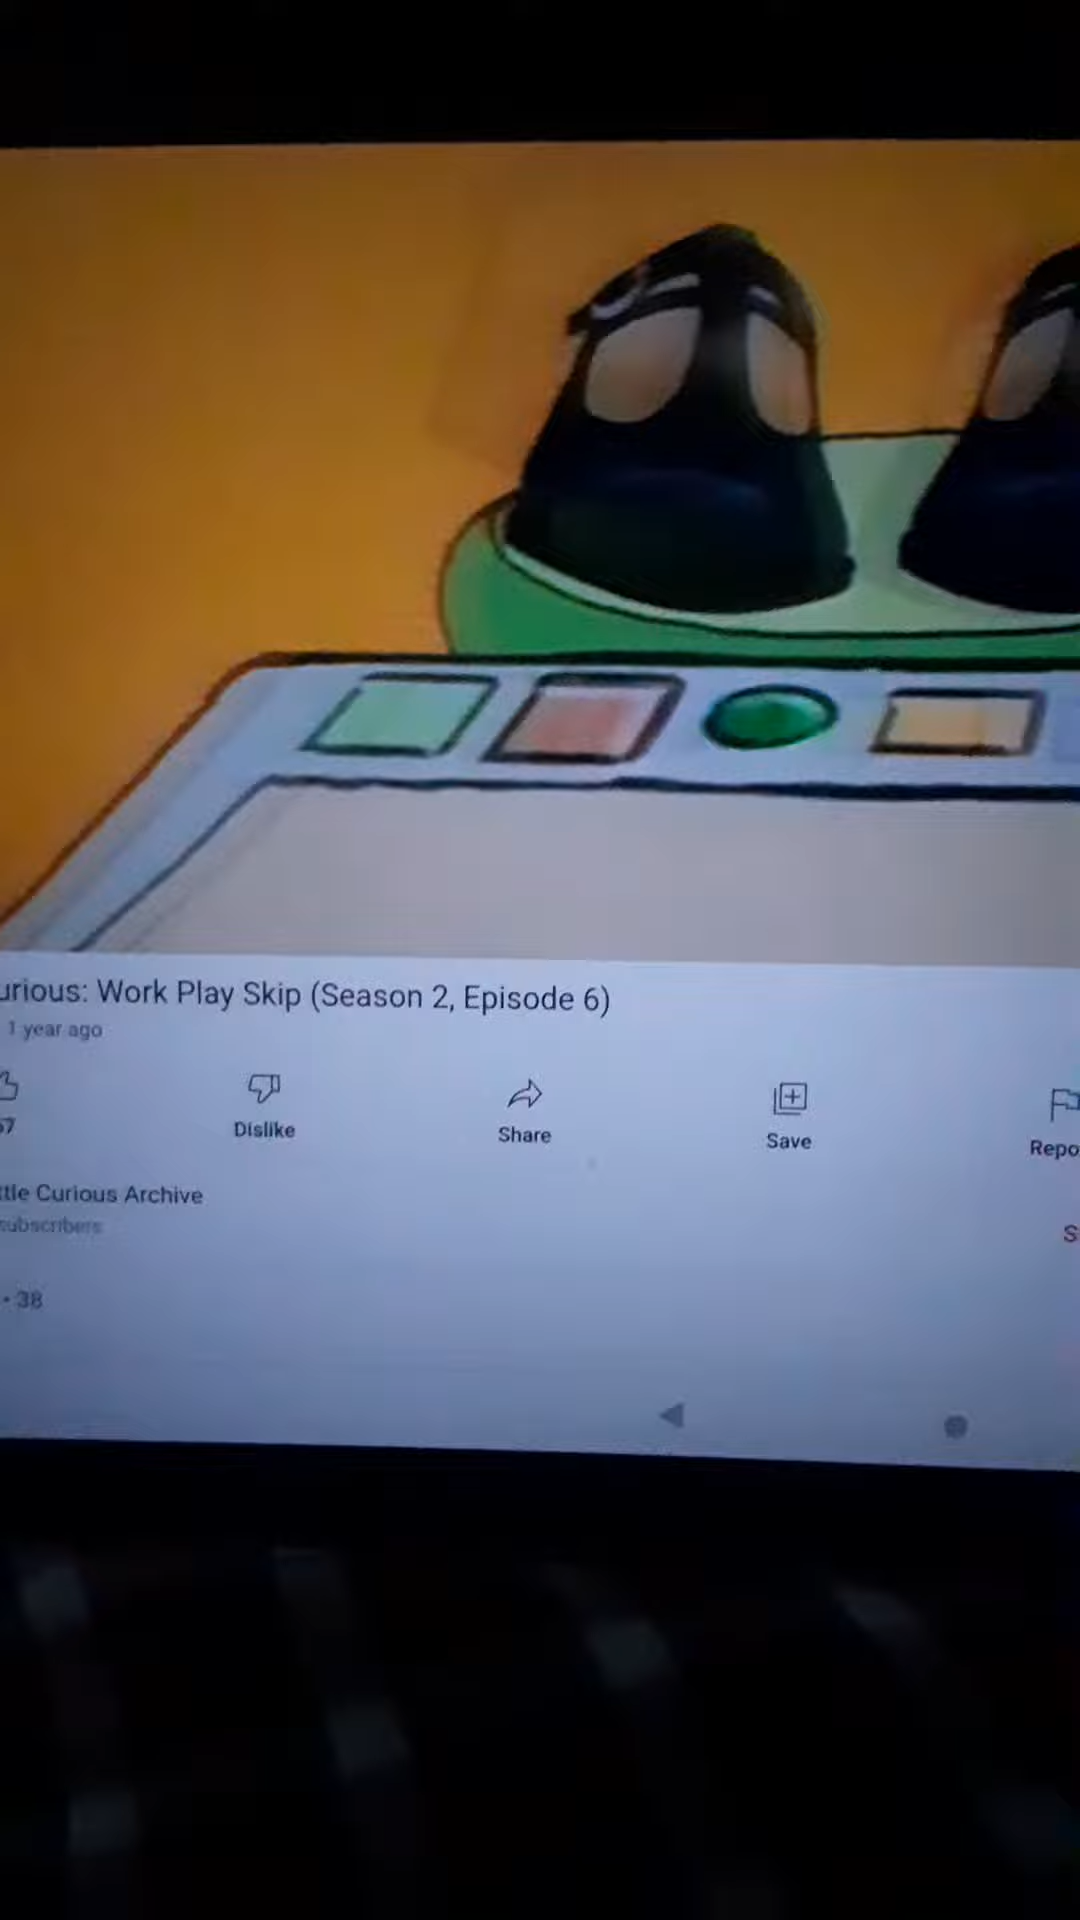 urious: Work Play Skip (Season 2, Episode 6)
1 year ago
67
Dislike
Share
Save
Repo
ttle Curious Archive
subscribers
S
• 38